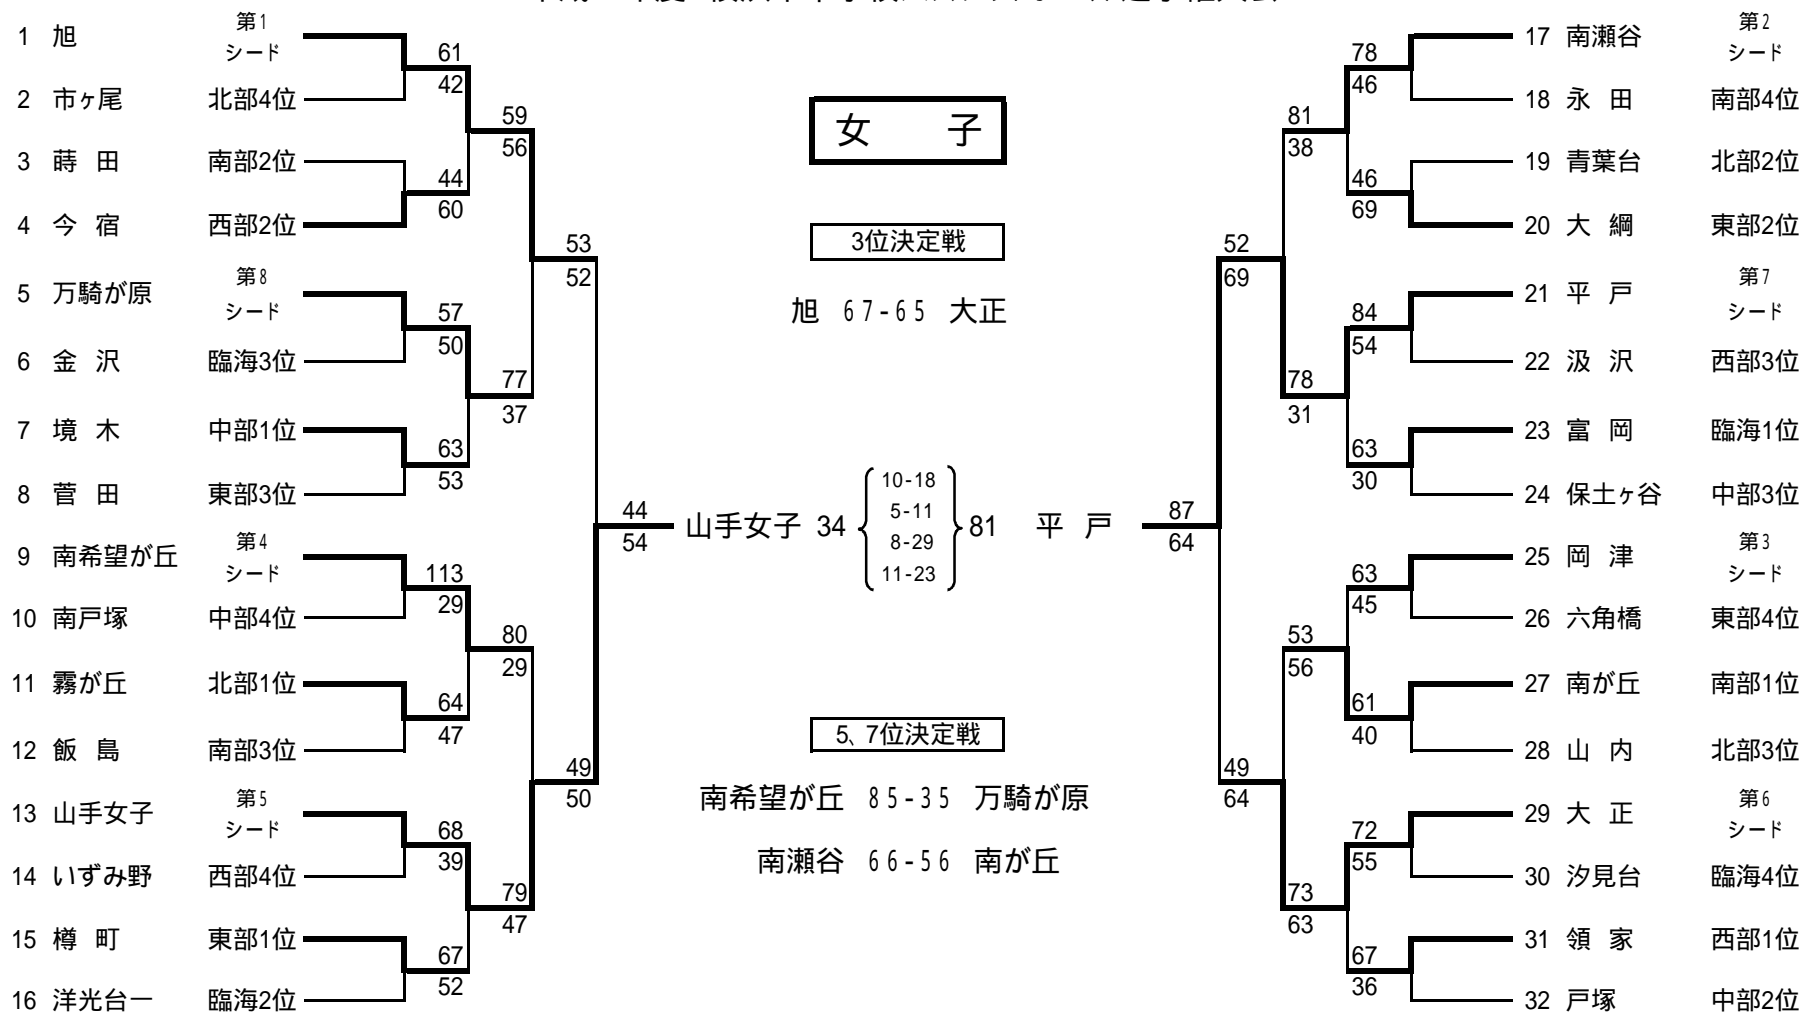 女 子
1 旭 第1シード
2 市ヶ尾 北部4位
3 蒔田 南部2位
4 今宿 西部2位
5 万騎が原 第8シード
6 金沢 臨海3位
7 境木 中部1位
8 菅田 東部3位
9 南希望が丘 第4シード
10 南戸塚 中部4位
11 霧が丘 北部1位
12 飯島 南部3位
13 山手女子 第5シード
14 いずみ野 西部4位
15 樽町 東部1位
16 洋光台一 臨海2位
61
42
44
60
57
50
63
53
113
29
64
47
68
39
67
52
59
56
77
37
80
29
79
47
53
52
49
50
44
54
3位決定戦
旭 67-65 大正
山手女子 34
10-18
5-11
8-29
11-23
81 平戸
5、7位決定戦
南希望が丘 85-35 万騎が原
南瀬谷 66-56 南が丘
87
64
52
69
49
64
81
38
78
31
53
56
73
63
78
46
46
69
84
54
63
30
63
45
61
40
72
55
67
36
17 南瀬谷 第2シード
18 永田 南部4位
19 青葉台 北部2位
20 大綱 東部2位
21 平戸 第7シード
22 汲沢 西部3位
23 富岡 臨海1位
24 保土ヶ谷 中部3位
25 岡津 第3シード
26 六角橋 東部4位
27 南が丘 南部1位
28 山内 北部3位
29 大正 第6シード
30 汐見台 臨海4位
31 領家 西部1位
32 戸塚 中部2位